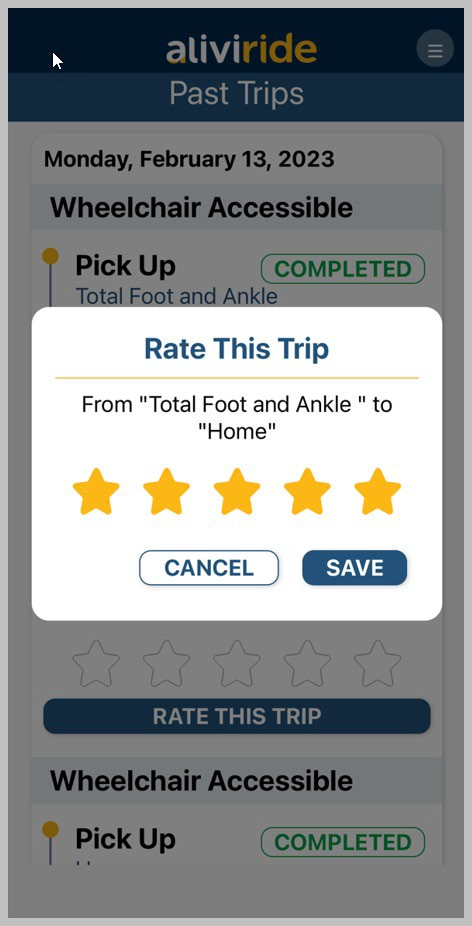 aliviride
Past Trips
Monday, February 13, 2023
Wheelchair Accessible
Pick Up
COMPLETED
Total Foot and Ankle
Rate This Trip
From "Total Foot and Ankle " to
"Home"
CANCEL
SAVE
RATE THIS TRIP
Wheelchair Accessible
Pick Up
COMPLETED